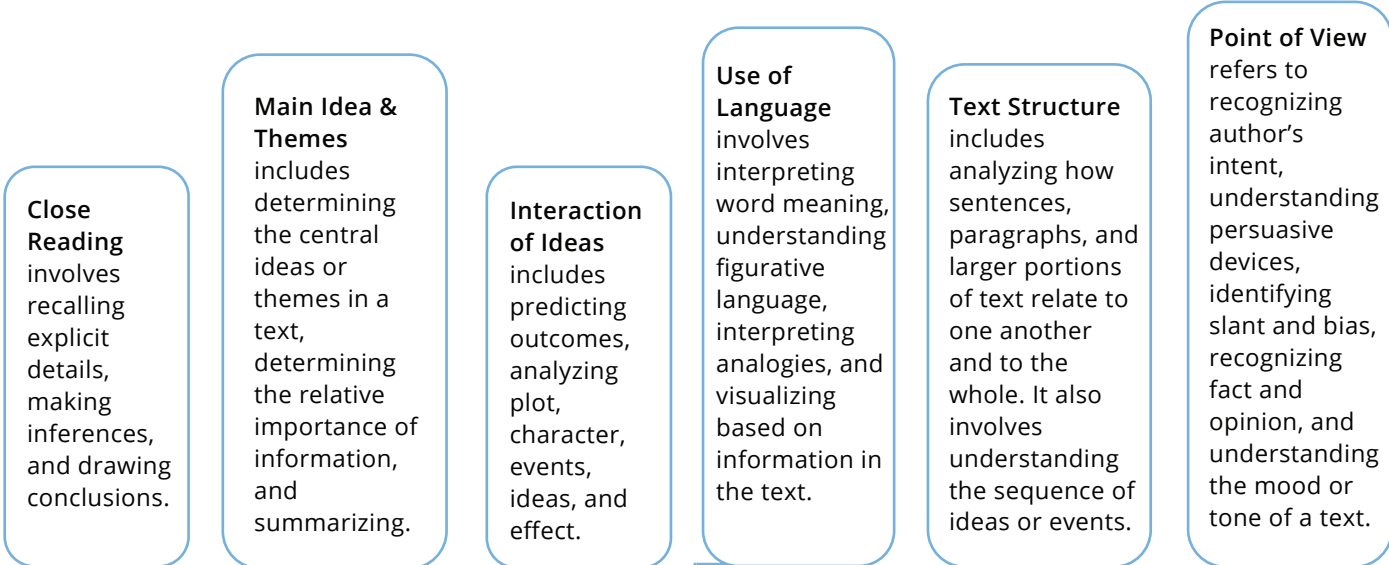 Close
Reading
involves
recalling
explicit
details,
making
inferences,
and drawing
conclusions.
Main Idea &
Themes
includes
determining
the central
ideas or
themes in a
text,
determining
the relative
importance of
information,
and
summarizing.
Interaction
of Ideas
includes
predicting
outcomes,
analyzing
plot,
character,
events,
ideas, and
effect.
Use of
Language
involves
interpreting
word meaning,
understanding
figurative
language,
interpreting
analogies, and
visualizing
based on
information in
the text.
Text Structure
includes
analyzing how
sentences,
paragraphs, and
larger portions
of text relate to
one another
and to the
whole. It also
involves
understanding
the sequence of
ideas or events.
Point of View
refers to
recognizing
author’s
intent,
understanding
persuasive
devices,
identifying
slant and bias,
recognizing
fact and
opinion, and
understanding
the mood or
tone of a text.